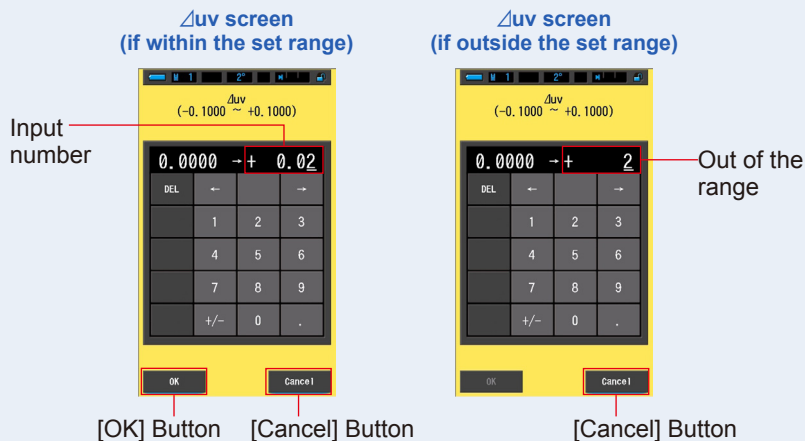 ⊿uv screen
(if within the set range)
M 1 2°
⊿uv
(-0.1000 ~ +0.1000)
Input
number
0.0000 →+ 0.02
DEL ← →
1 2 3
4 5 6
7 8 9
+/- 0 .
OK Cancel
[OK] Button [Cancel] Button
⊿uv screen
(if outside the set range)
M 1 2°
⊿uv
(-0.1000 ~ +0.1000)
0.0000 →+ 2
Out of the
range
DEL ← →
1 2 3
4 5 6
7 8 9
+/- 0 .
OK Cancel
[Cancel] Button